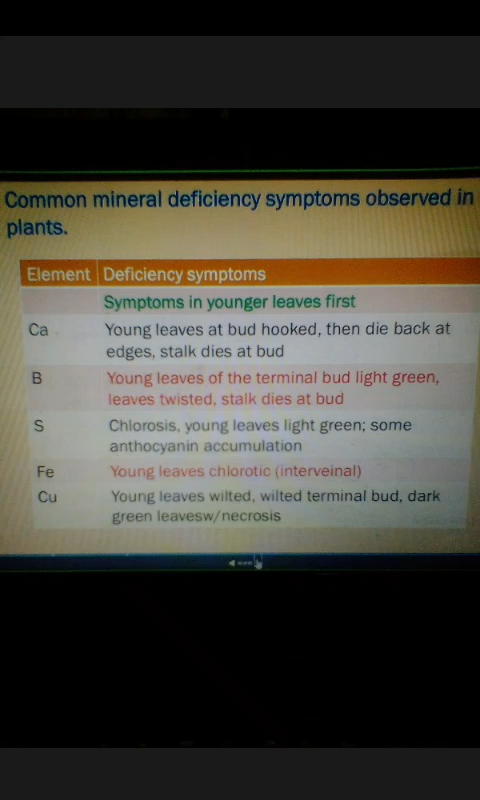 Common mineral deficiency symptoms observed in
plants.
Element Deficiency symptoms
Symptoms in younger leaves first
Ca Young leaves at bud hooked, then die back at
edges, stalk dies at bud
B Young leaves of the terminal bud light green,
leaves twisted, stalk dies at bud
S Chlorosis, young leaves light green; some
anthocyanin accumulation
Fe Young leaves chlorotic (interveinal)
Cu Young leaves wilted, wilted terminal bud, dark
green leavesw/necrosis